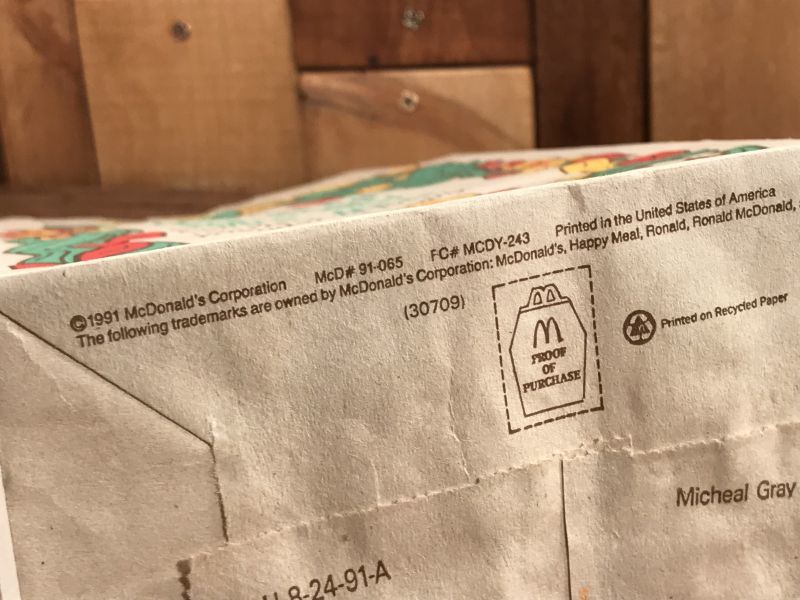 ©1991 McDonald's Corporation McD# 91-065 FC# MCDY-243 Printed in the United States of America
The following trademarks are owned by McDonald's Corporation: McDonald's, Happy Meal, Ronald, Ronald McDonald,
(30709)
PROOF
OF
PURCHASE
Printed on Recycled Paper
Micheal Gray
8-24-91-A